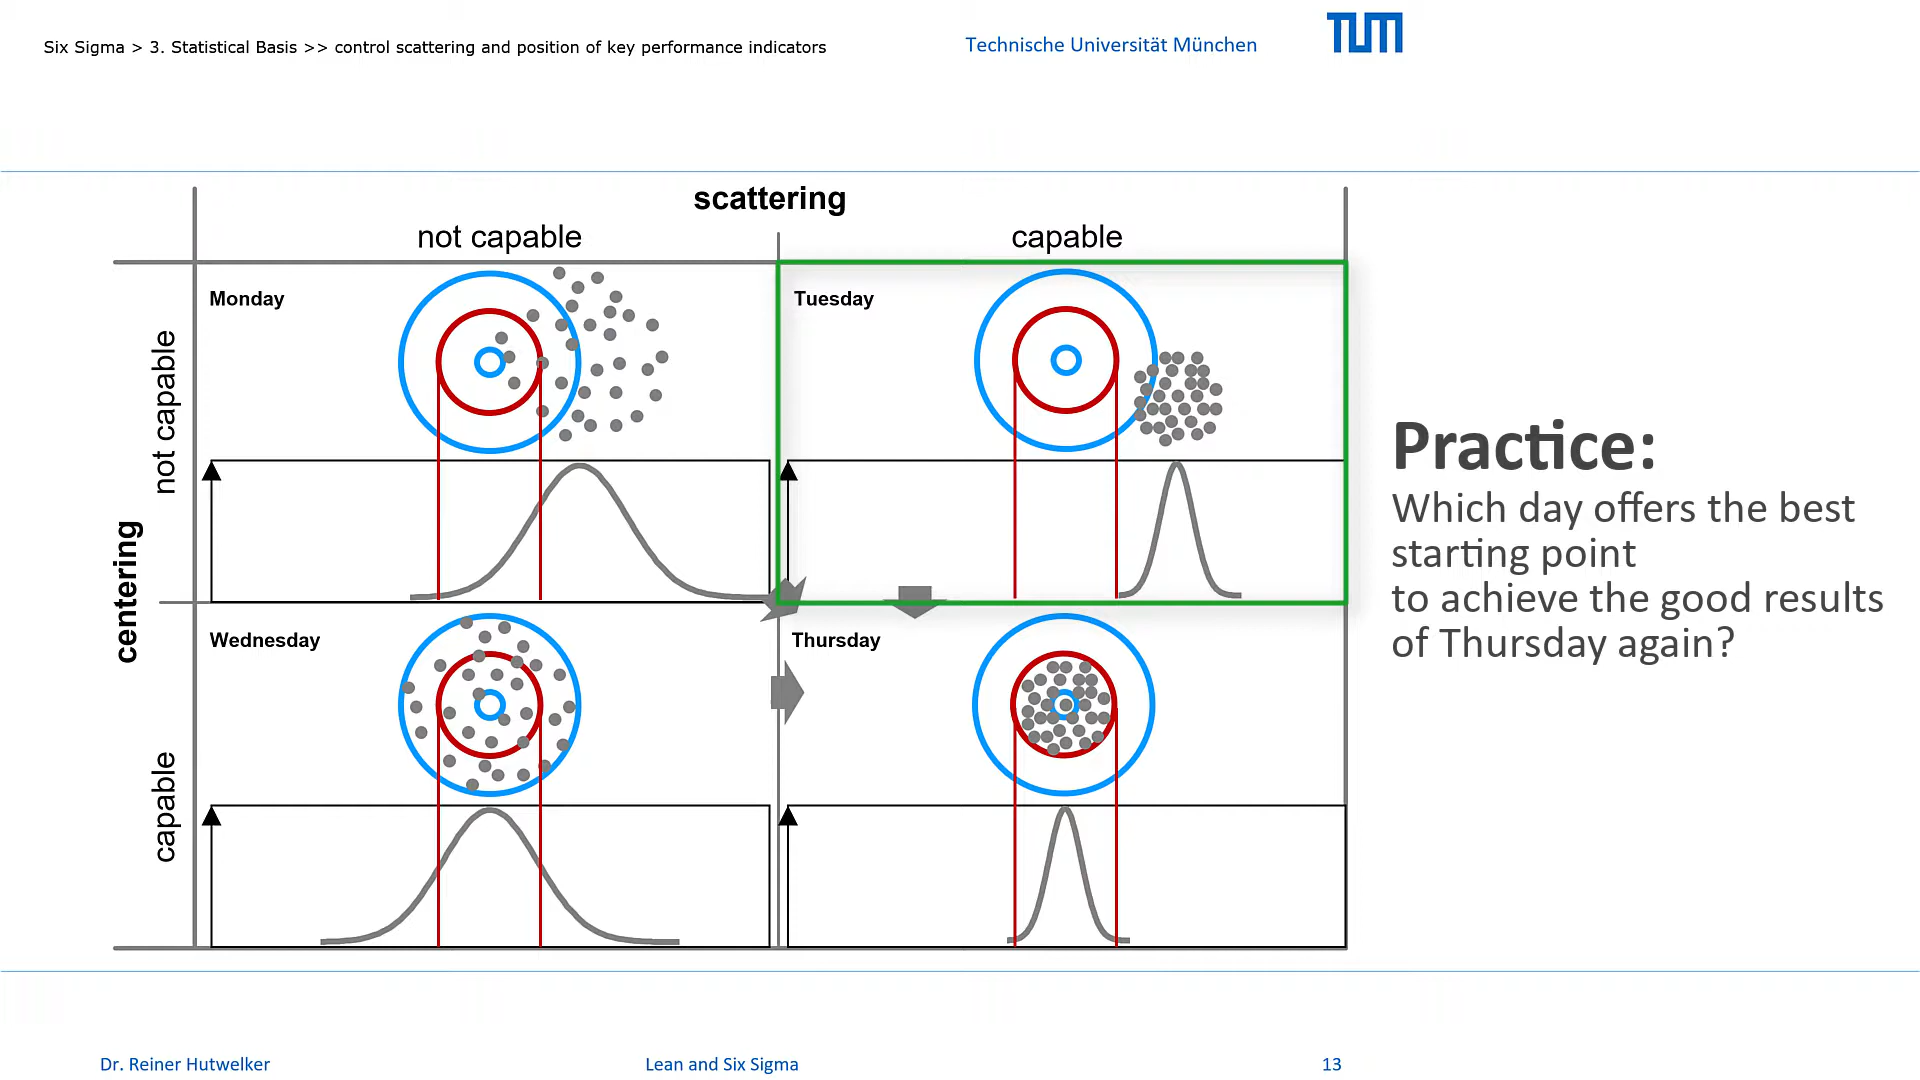 Six Sigma > 3. Statistical Basis >> control scattering and position of key performance indicators
Technische Universität München
TUM
scattering
not capable
capable
Monday
Tuesday
not capable
centering
Wednesday
Thursday
capable
Practice:
Which day offers the best
starting point
to achieve the good results
of Thursday again?
Dr. Reiner Hutwelker
Lean and Six Sigma
13